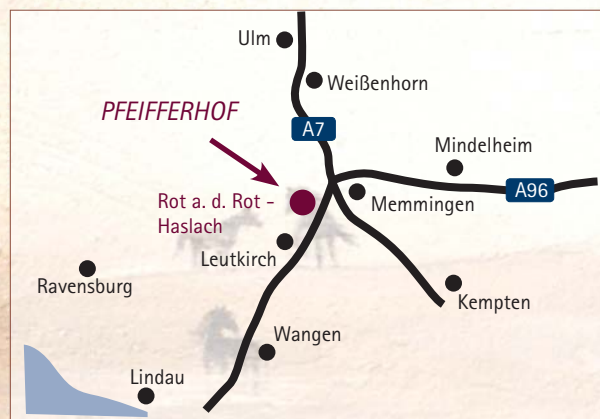 Ulm
Weißenhorn
PFEIFFERHOF
A7
Mindelheim
A96
Rot a. d. Rot -
Haslach
Memmingen
Leutkirch
Ravensburg
Kempten
Wangen
Lindau